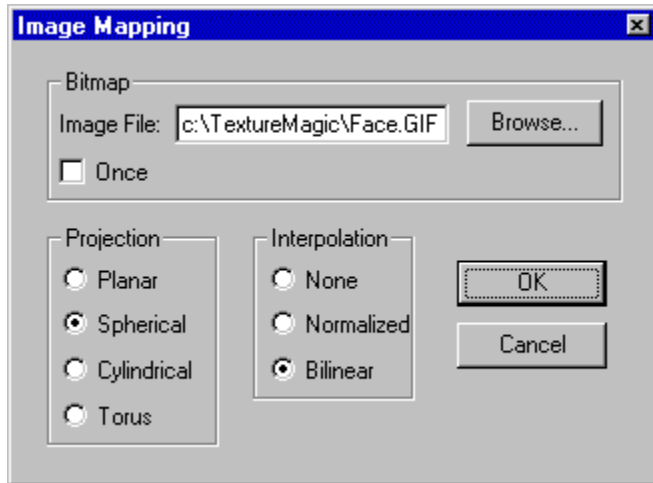 Image Mapping
Bitmap
Image File: c:\TextureMagic\Face.GIF Browse...
Once
Projection
Planar
Spherical
Cylindrical
Torus
Interpolation
None
Normalized
Bilinear
OK
Cancel